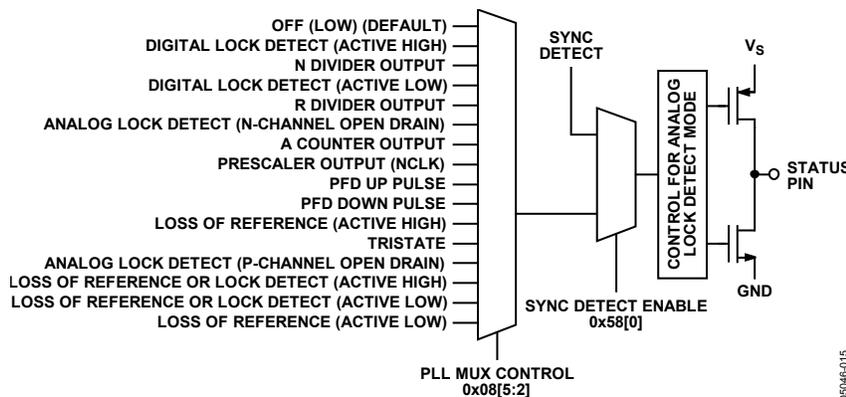 OFF (LOW) (DEFAULT)
DIGITAL LOCK DETECT (ACTIVE HIGH)
N DIVIDER OUTPUT
DIGITAL LOCK DETECT (ACTIVE LOW)
R DIVIDER OUTPUT
ANALOG LOCK DETECT (N-CHANNEL OPEN DRAIN)
A COUNTER OUTPUT
PRESCALER OUTPUT (NCLK)
PFD UP PULSE
PFD DOWN PULSE
LOSS OF REFERENCE (ACTIVE HIGH)
TRISTATE
ANALOG LOCK DETECT (P-CHANNEL OPEN DRAIN)
LOSS OF REFERENCE OR LOCK DETECT (ACTIVE HIGH)
LOSS OF REFERENCE OR LOCK DETECT (ACTIVE LOW)
LOSS OF REFERENCE (ACTIVE LOW)
PLL MUX CONTROL
0x08[5:2]
SYNC
DETECT
SYNC DETECT ENABLE
0x58[0]
CONTROL FOR ANALOG
LOCK DETECT MODE
VS
STATUS
PIN
GND
05046-015